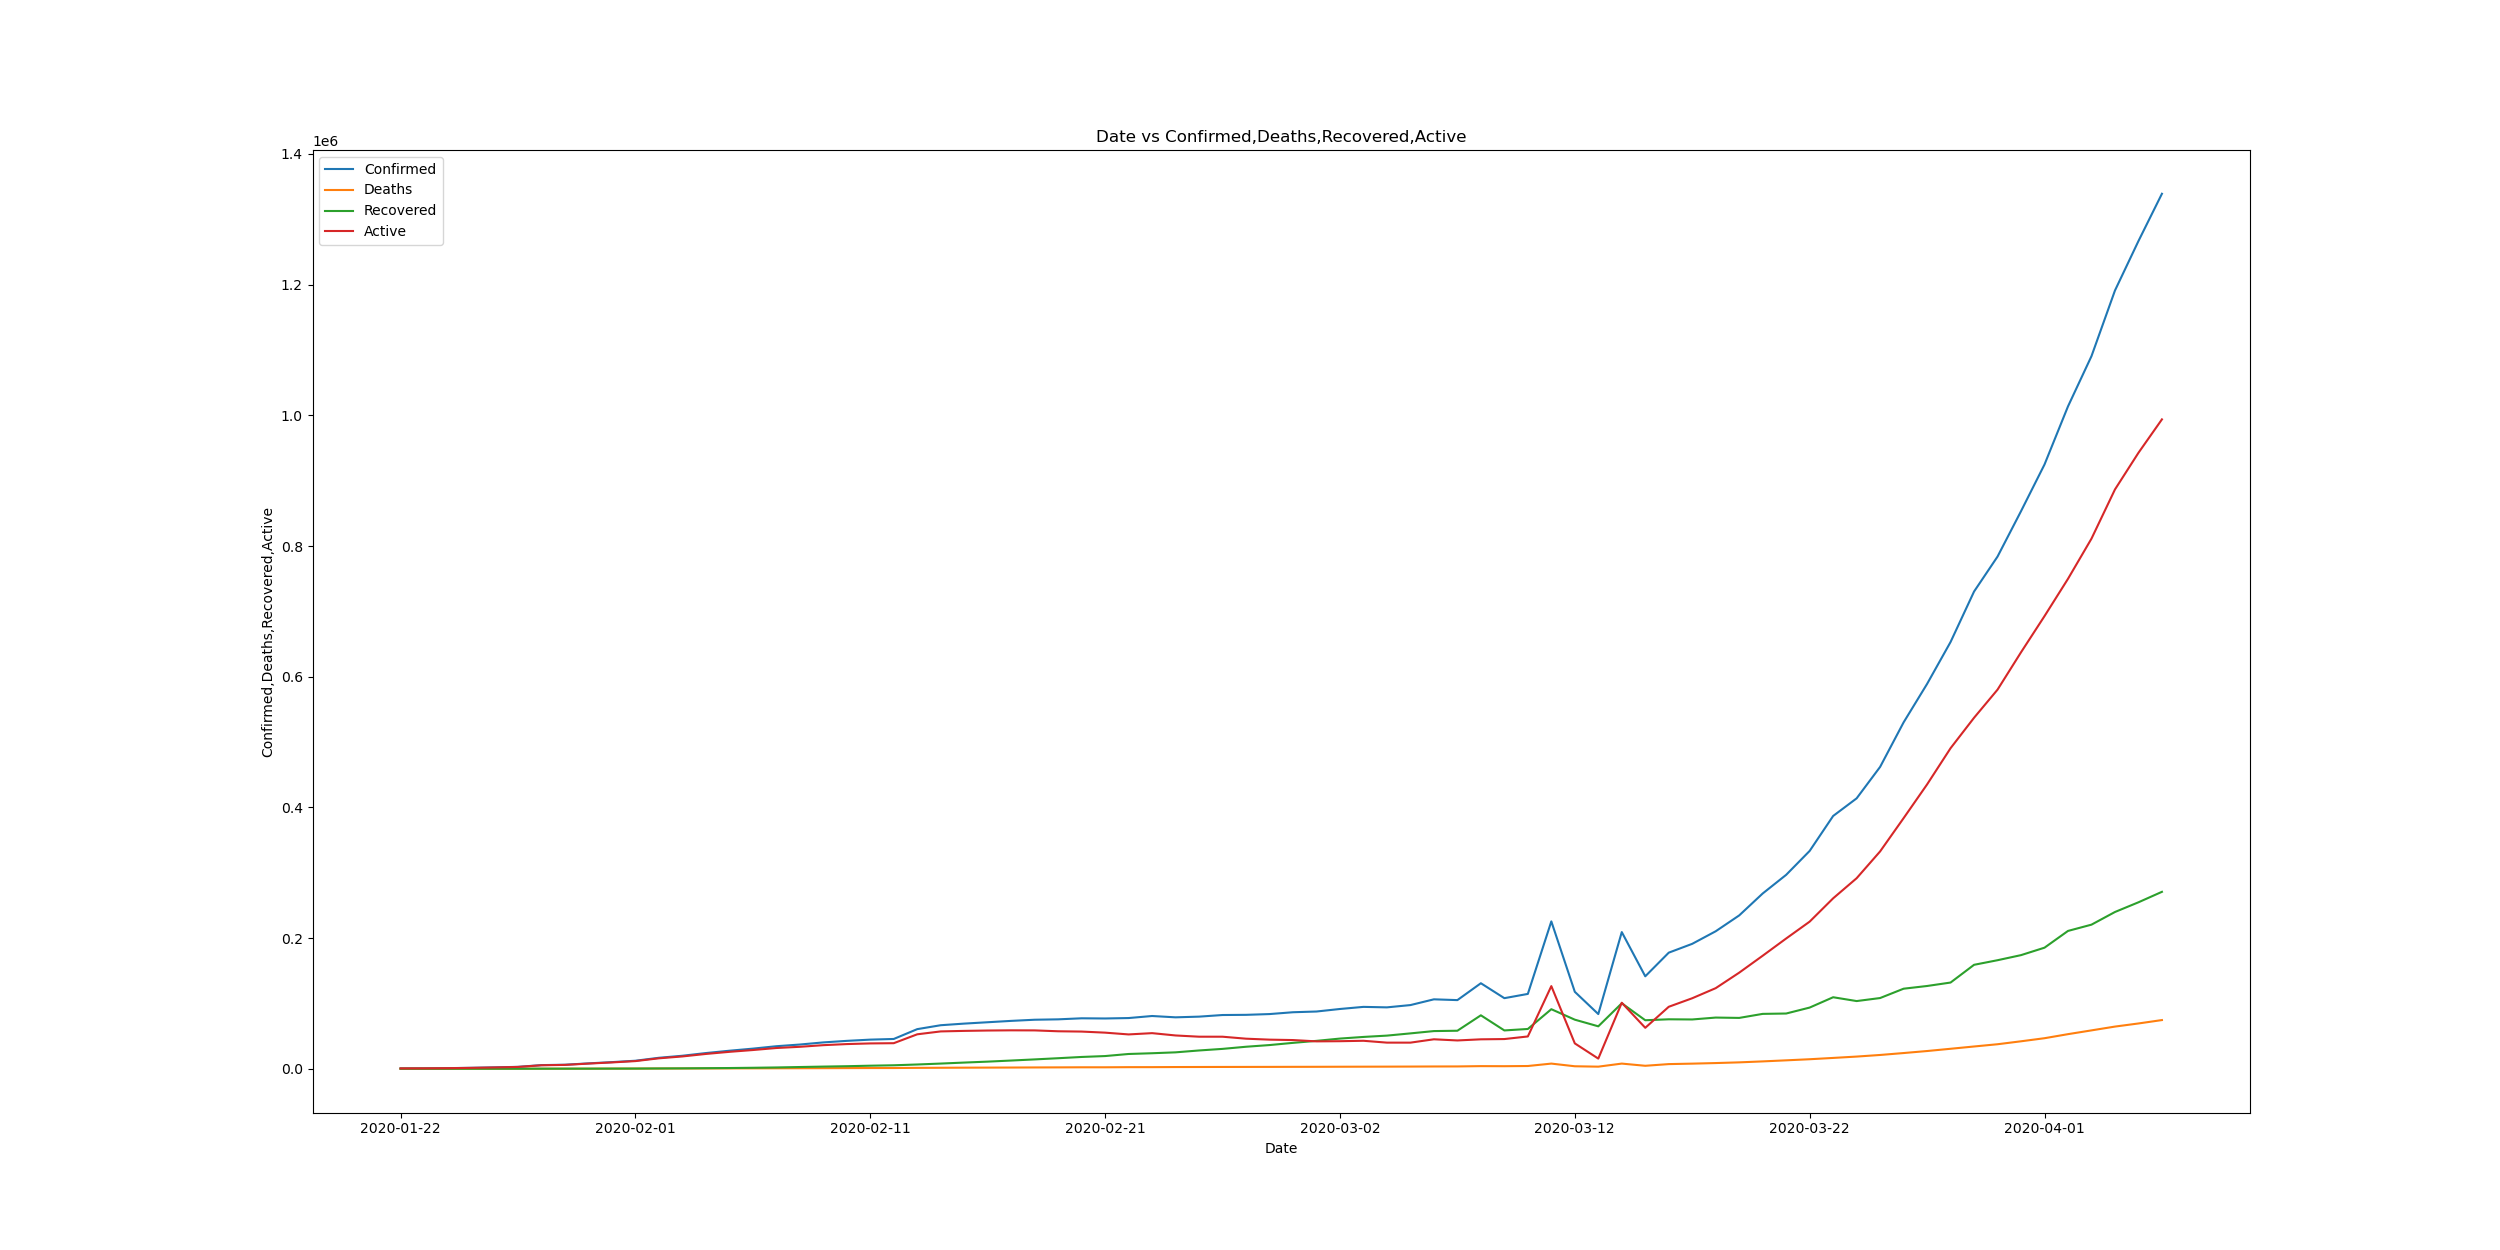 Date vs Confirmed,Deaths,Recovered,Active
1e6
1.4
1.2
1.0
0.8
0.6
0.4
0.2
0.0
Confirmed
Deaths
Recovered
Active
Confirmed,Deaths,Recovered,Active
2020-01-22 2020-02-01 2020-02-11 2020-02-21 2020-03-02 2020-03-12 2020-03-22 2020-04-01
Date